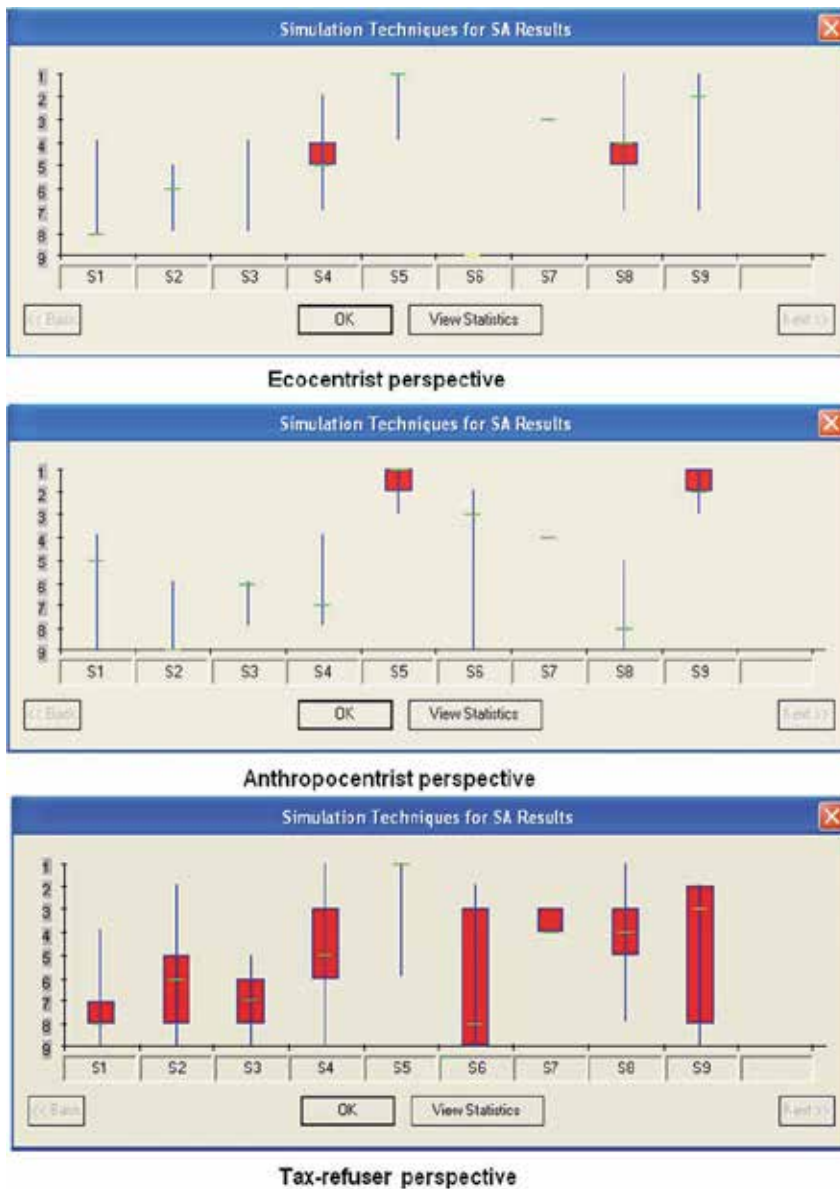 Simulation Techniques for SA Results
1
2
3
4
5
6
7
8
9
S1 S2 S3 S4 S5 S6 S7 S8 S9
<< Back OK View Statistics Next >>
Ecocentrist perspective
Simulation Techniques for SA Results
1
2
3
4
5
6
7
8
9
S1 S2 S3 S4 S5 S6 S7 S8 S9
<< Back OK View Statistics Next >>
Anthropocentrist perspective
Simulation Techniques for SA Results
1
2
3
4
5
6
7
8
9
S1 S2 S3 S4 S5 S6 S7 S8 S9
<< Back OK View Statistics Next >>
Tax-refuser perspective